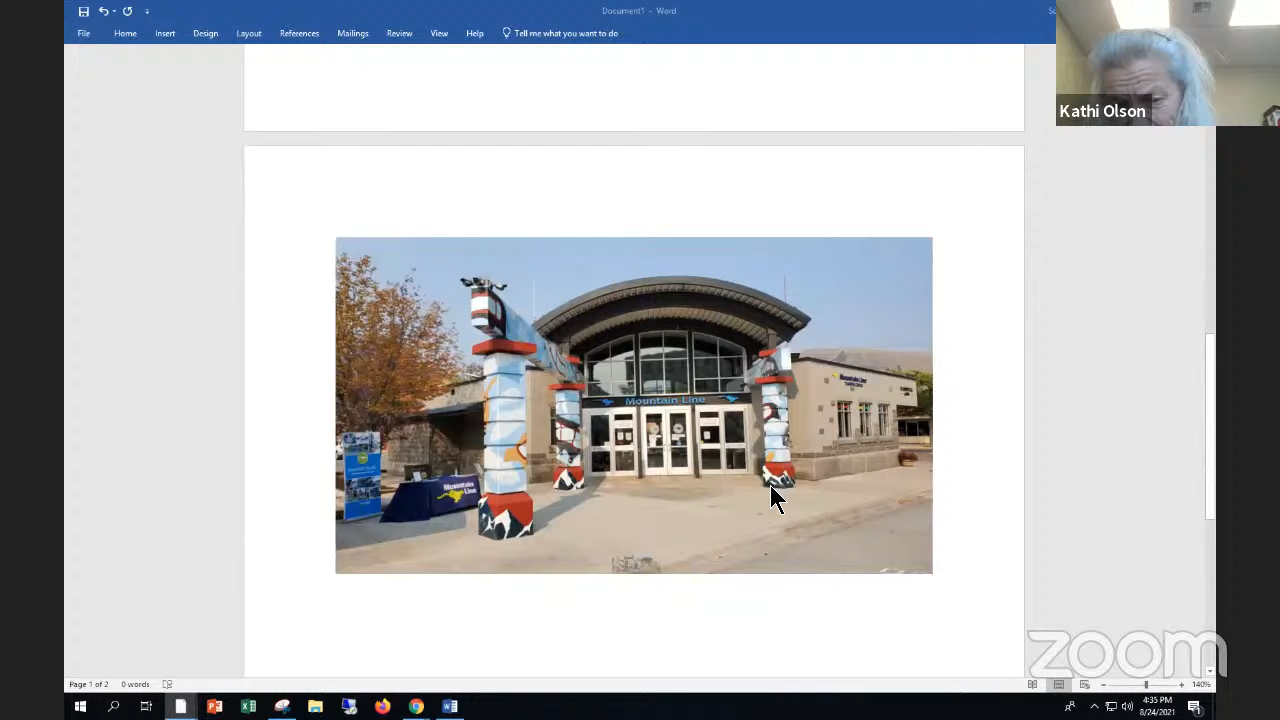 Document1 - Word
File Home Insert Design Layout References Mailings Review View Help Tell me what you want to do
Kathi Olson
Mountain Line
Mountain Line
Mountain Line
zoom
Page 1 of 2 0 words 140%
4:35 PM
8/24/2021